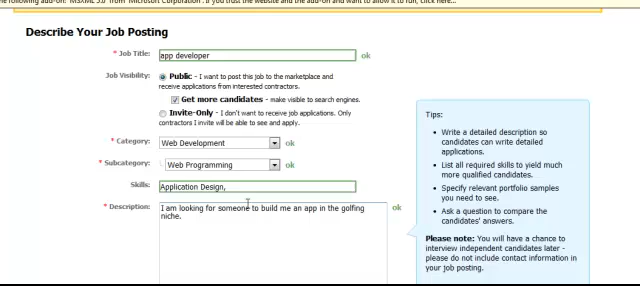 the following add-on: 'MSXML 5.0' from 'Microsoft Corporation'. If you trust the website and the add-on and want to allow it to run, click here...
Describe Your Job Posting
* Job Title: app developer ok
Job Visibility: Public - I want to post this job to the marketplace and
receive applications from interested contractors.
Get more candidates - make visible to search engines.
Invite-Only - I don't want to receive job applications. Only
contractors I invite will be able to see and apply.
* Category: Web Development ok
* Subcategory: Web Programming ok
Skills: Application Design,
* Description: I am looking for someone to build me an app in the golfing ok
niche.
Tips:
• Write a detailed description so
candidates can write detailed
applications.
• List all required skills to yield much
more qualified candidates.
• Specify relevant portfolio samples
you need to see.
• Ask a question to compare the
candidates' answers.
Please note: You will have a chance to
interview independent candidates later -
please do not include contact information in
your job posting.